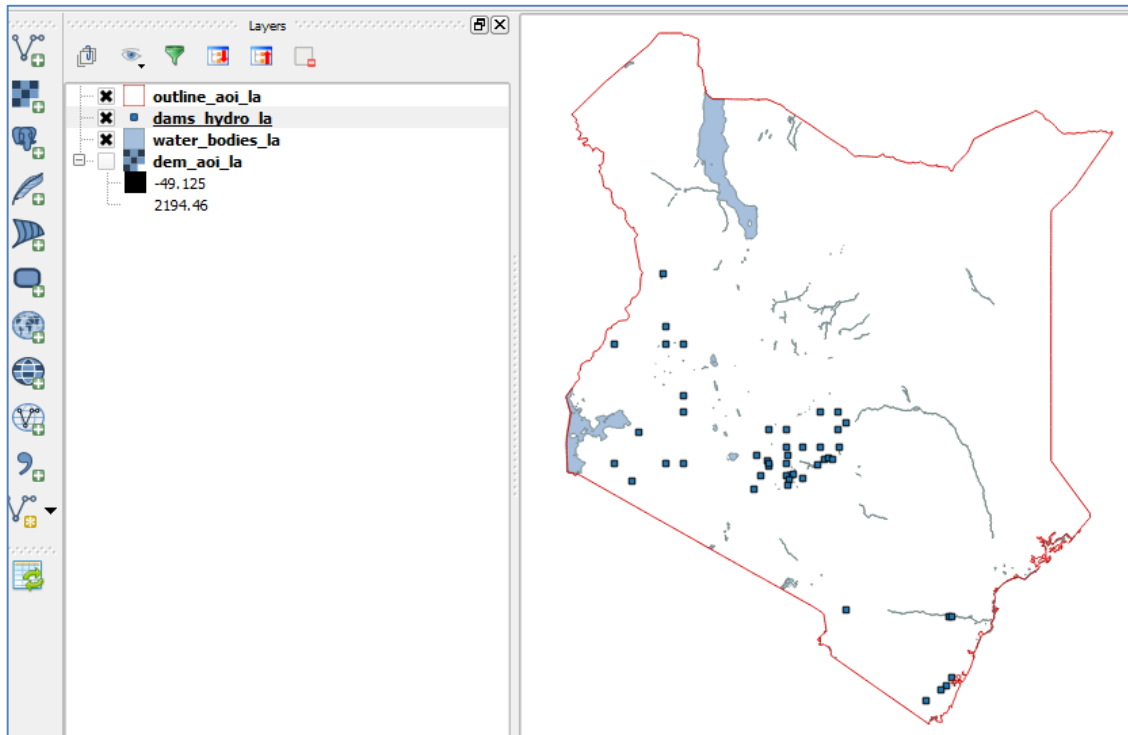 Layers
outline_aoi_la
dams_hydro_la
water_bodies_la
dem_aoi_la
-49.125
2194.46